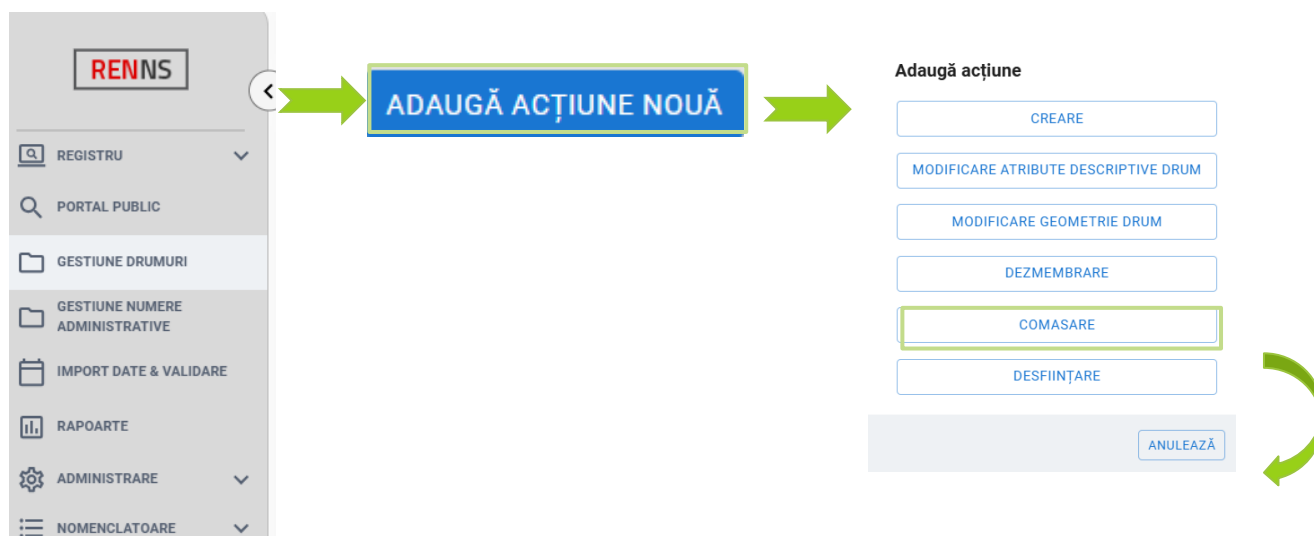 RENNS
REGISTRU
PORTAL PUBLIC
GESTIUNE DRUMURI
GESTIUNE NUMERE
ADMINISTRATIVE
IMPORT DATE & VALIDARE
RAPOARTE
ADMINISTRARE
NOMENCLATOARE
ADAUGĂ ACȚIUNE NOUĂ
Adaugă acțiune
CREARE
MODIFICARE ATRIBUTE DESCRIPTIVE DRUM
MODIFICARE GEOMETRIE DRUM
DEZMEMBRARE
COMASARE
DESFIINȚARE
ANULEAZĂ